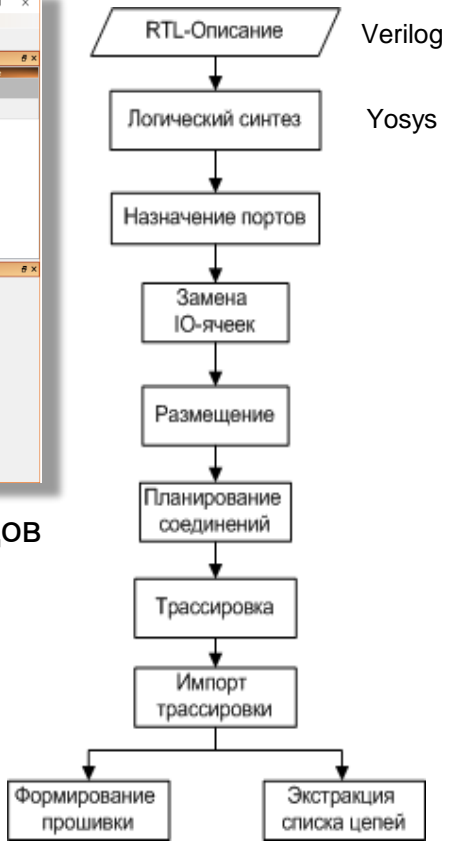 RTL-Описание
Verilog
Логический синтез
Yosys
Назначение портов
Замена
IO-ячеек
Размещение
Планирование
соединений
Трассировка
Импорт
трассировки
Формирование
прошивки
Экстракция
списка цепей